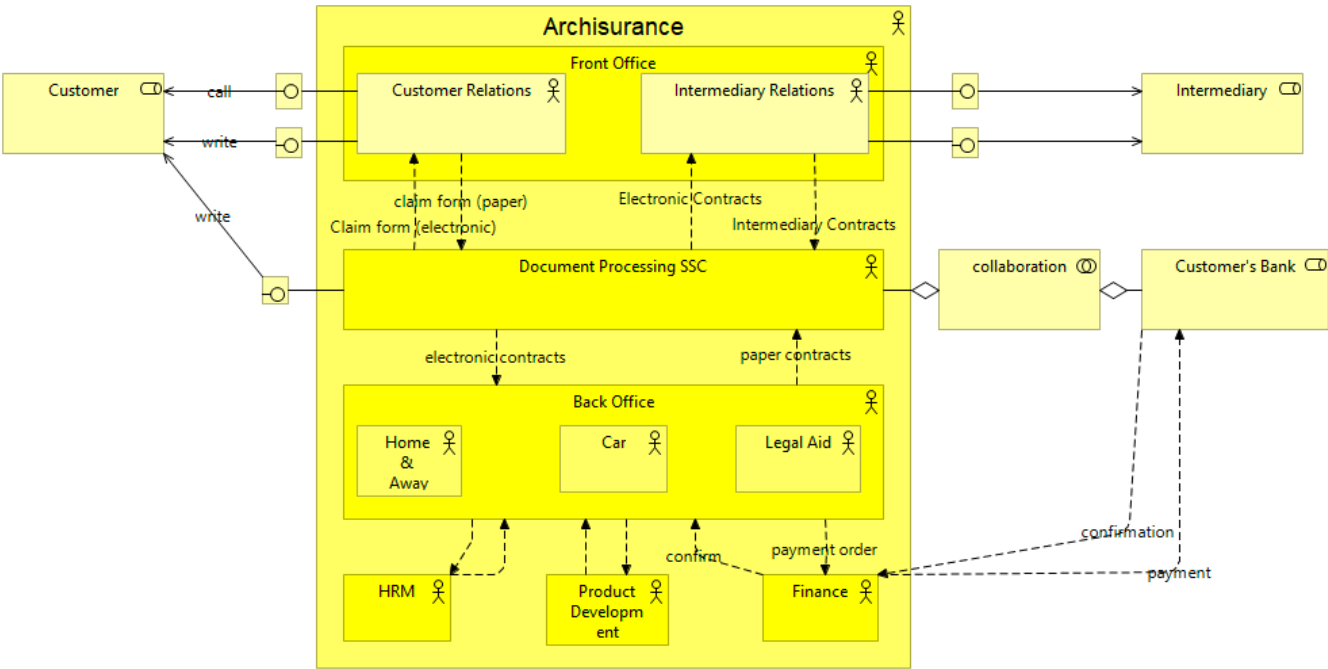 Archisurance
Front Office
Customer
call
Customer Relations
Intermediary Relations
Intermediary
write
claim form (paper)
Electronic Contracts
write
Claim form (electronic)
Intermediary Contracts
Document Processing SSC
collaboration
Customer's Bank
electronic contracts
paper contracts
Back Office
Home
&
Away
Car
Legal Aid
confirmation
confirm
payment order
payment
HRM
Product
Developm
ent
Finance